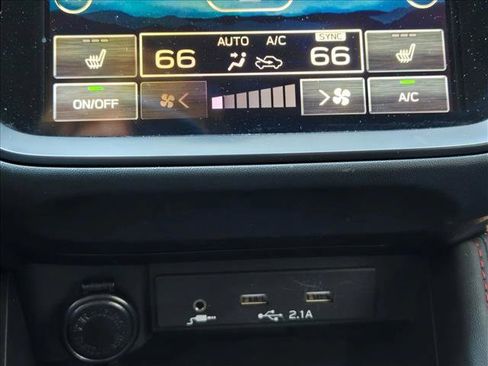 AUTO A/C SYNC
66 66
ON/OFF < > A/C
2.1A